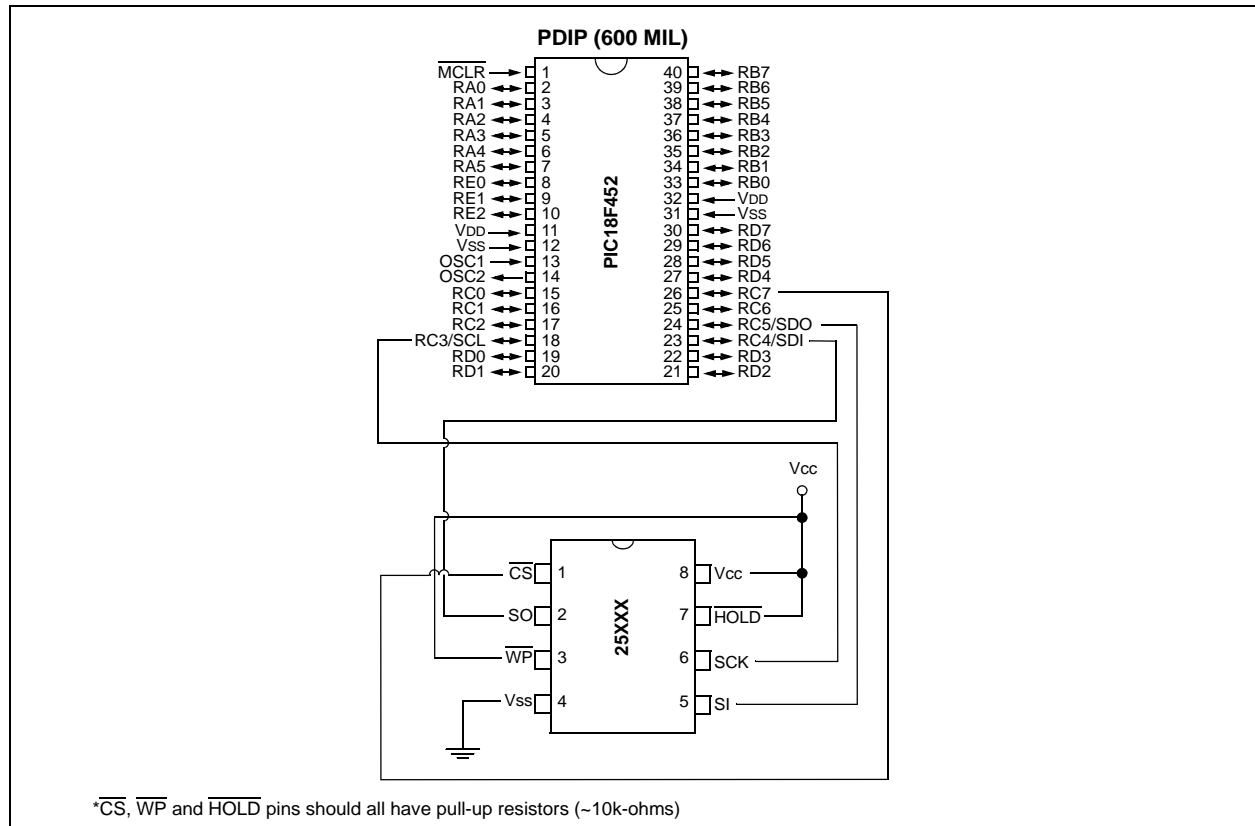 PDIP (600 MIL)
MCLR 1 40 RB7
RA0 2 39 RB6
RA1 3 38 RB5
RA2 4 37 RB4
RA3 5 36 RB3
RA4 6 35 RB2
RA5 7 34 RB1
RE0 8 33 RB0
RE1 9 32 VDD
RE2 10 31 VSS
VDD 11 30 RD7
VSS 12 29 RD6
OSC1 13 28 RD5
OSC2 14 27 RD4
RC0 15 26 RC7
RC1 16 25 RC6
RC2 17 24 RC5/SDO
RC3/SCL 18 23 RC4/SDI
RD0 19 22 RD3
RD1 20 21 RD2
PIC18F452
Vcc
CS 1 8 Vcc
SO 2 7 HOLD
WP 3 6 SCK
Vss 4 5 SI
25XXX
*CS, WP and HOLD pins should all have pull-up resistors (~10k-ohms)